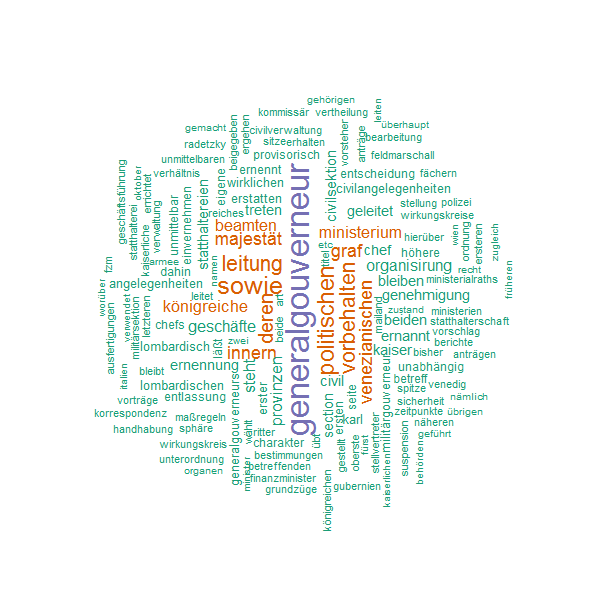 gehörigen
kommissär vertheilung leiten
gemacht beigegeben ergehen civilverwaltung vorsteher anträge überhaupt
radetzky sitze erhalten bearbeitung
unmittelbaren provisorisch feldmarschall
geschäftsführung statthalterei oktober verhältnis ernennt civilsektion entscheidung fächern
kaiserliche errichtet unmittelbar einvernehmen statthaltereien eigene wirklichen generalgouverneur civilangelegenheiten
verwaltung erstatten stellung polizei
reiches treten geleitet wirkungskreise
beamten ministerium wien ordnung ersteren zugleich
majestät titel eto graf chef hierüber
fzm armee leitung politischen vorbehalten höhere früheren
dahin namen organisirung recht
worüber angelegenheiten sowie venezianischen bleiben ministerialraths
ausfertigungen verwendet militärsektion leitet deren art mailand genehmigung
letzteren königreiche beide zustand ministerien
chefs geschäfte beiden statthalterschaft
italien lombardisch läßt zwei ernannt vorschlag
innern kaiser bisher berichte anträgen
bleibt ernennung steht unabhängig
lombardischen generalgouverneurs provinzen civil seite militärgouverneur betreff spitze venedig
entlassung erster sicherheit nämlich
vorträge section ersten karl zeitpunkte übrigen
korrespondenz maßregeln näheren
handhabung sphäre wählt ritter stellvertreter suspension geführt
wirkungskreis charakter übt gestellt oberste fürst behörden
unterordnung minister bestimmungen
organen betreffenden
finanzminister kaiserlichen
königreichen gubernien
grundzüge